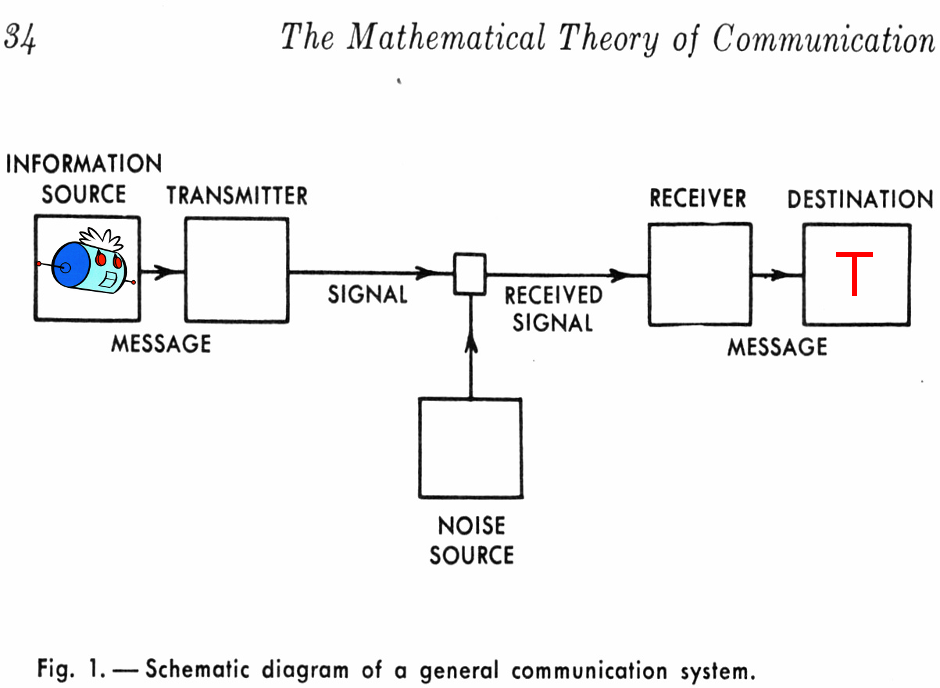 34 The Mathematical Theory of Communication
INFORMATION
SOURCE
TRANSMITTER
RECEIVER
DESTINATION
T
SIGNAL
RECEIVED
SIGNAL
MESSAGE
MESSAGE
NOISE
SOURCE
Fig. 1. — Schematic diagram of a general communication system.